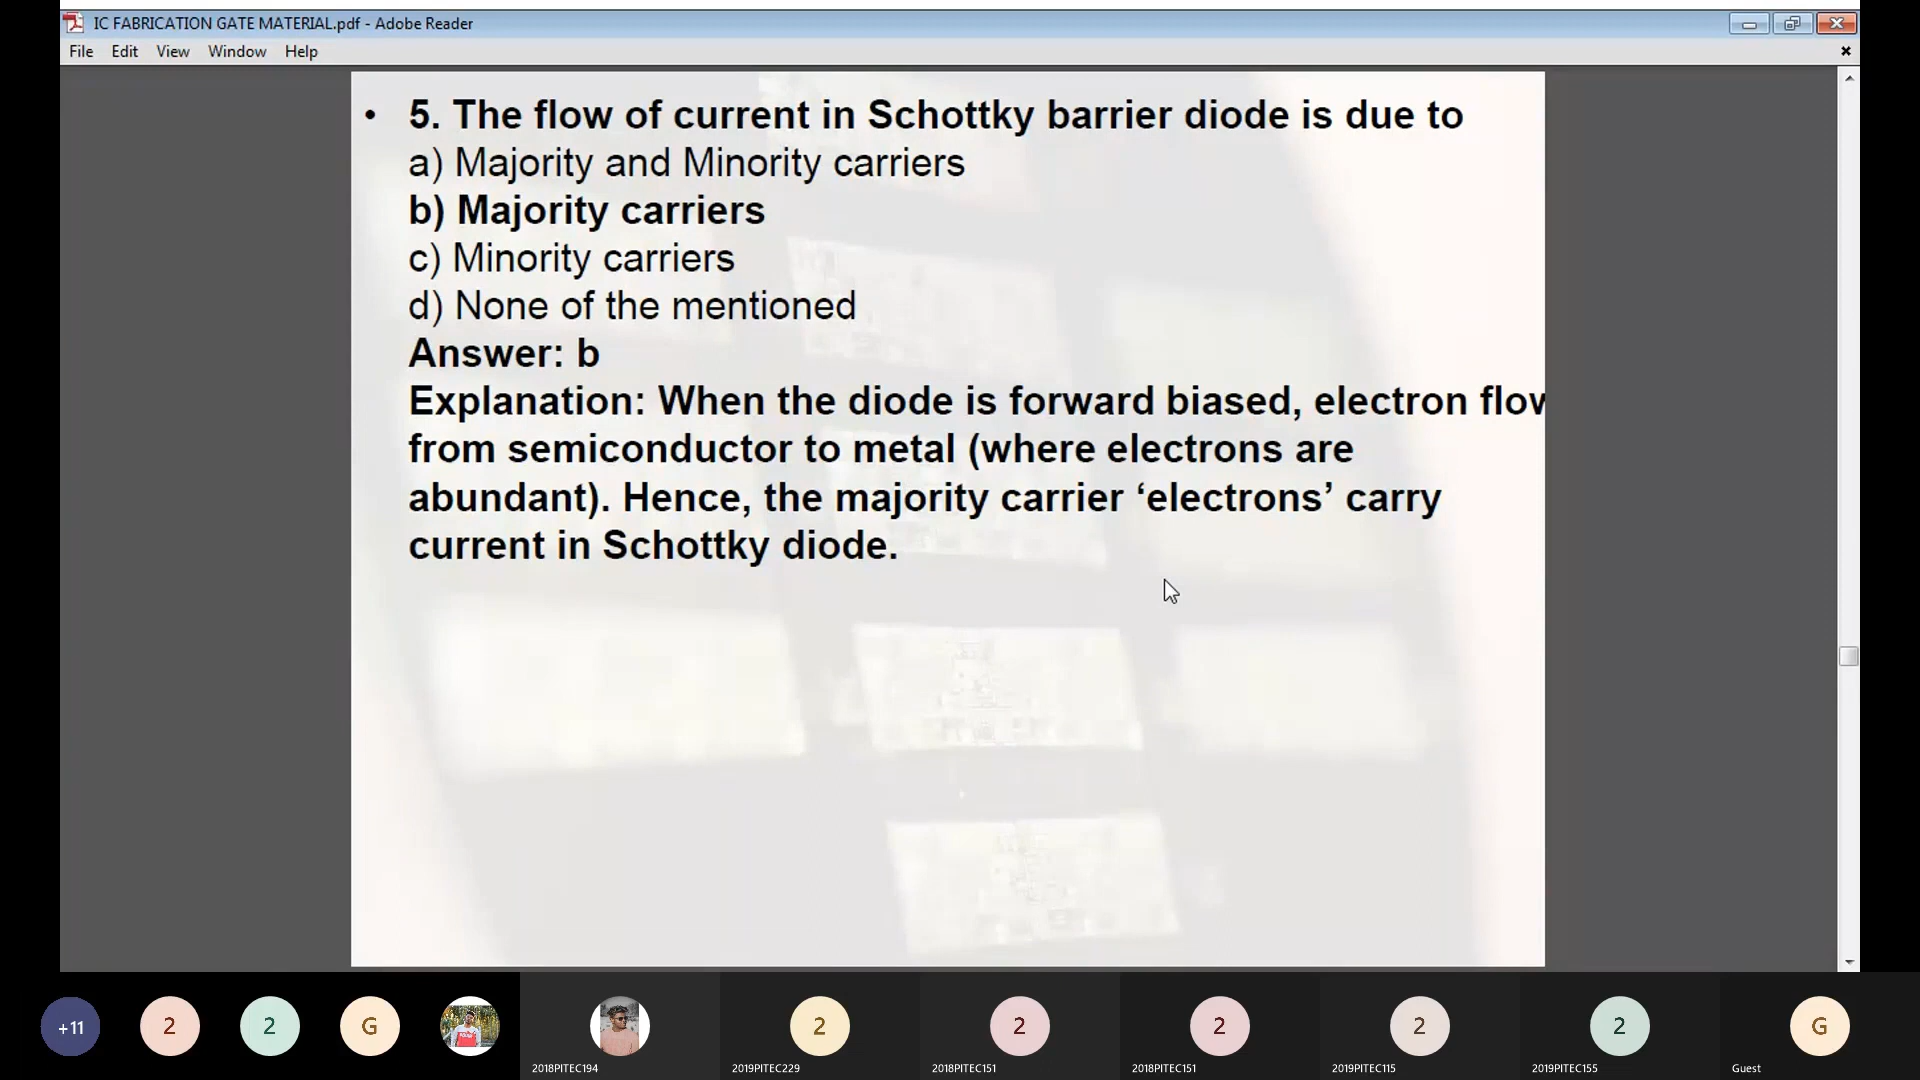 IC FABRICATION GATE MATERIAL.pdf - Adobe Reader
File Edit View Window Help
• 5. The flow of current in Schottky barrier diode is due to
a) Majority and Minority carriers
b) Majority carriers
c) Minority carriers
d) None of the mentioned
Answer: b
Explanation: When the diode is forward biased, electron flow
from semiconductor to metal (where electrons are
abundant). Hence, the majority carrier ‘electrons’ carry
current in Schottky diode.
+11 2 2 G 2 2 2 2 2 G
2018PITEC194 2019PITEC229 2018PITEC151 2018PITEC151 2019PITEC115 2019PITEC155 Guest